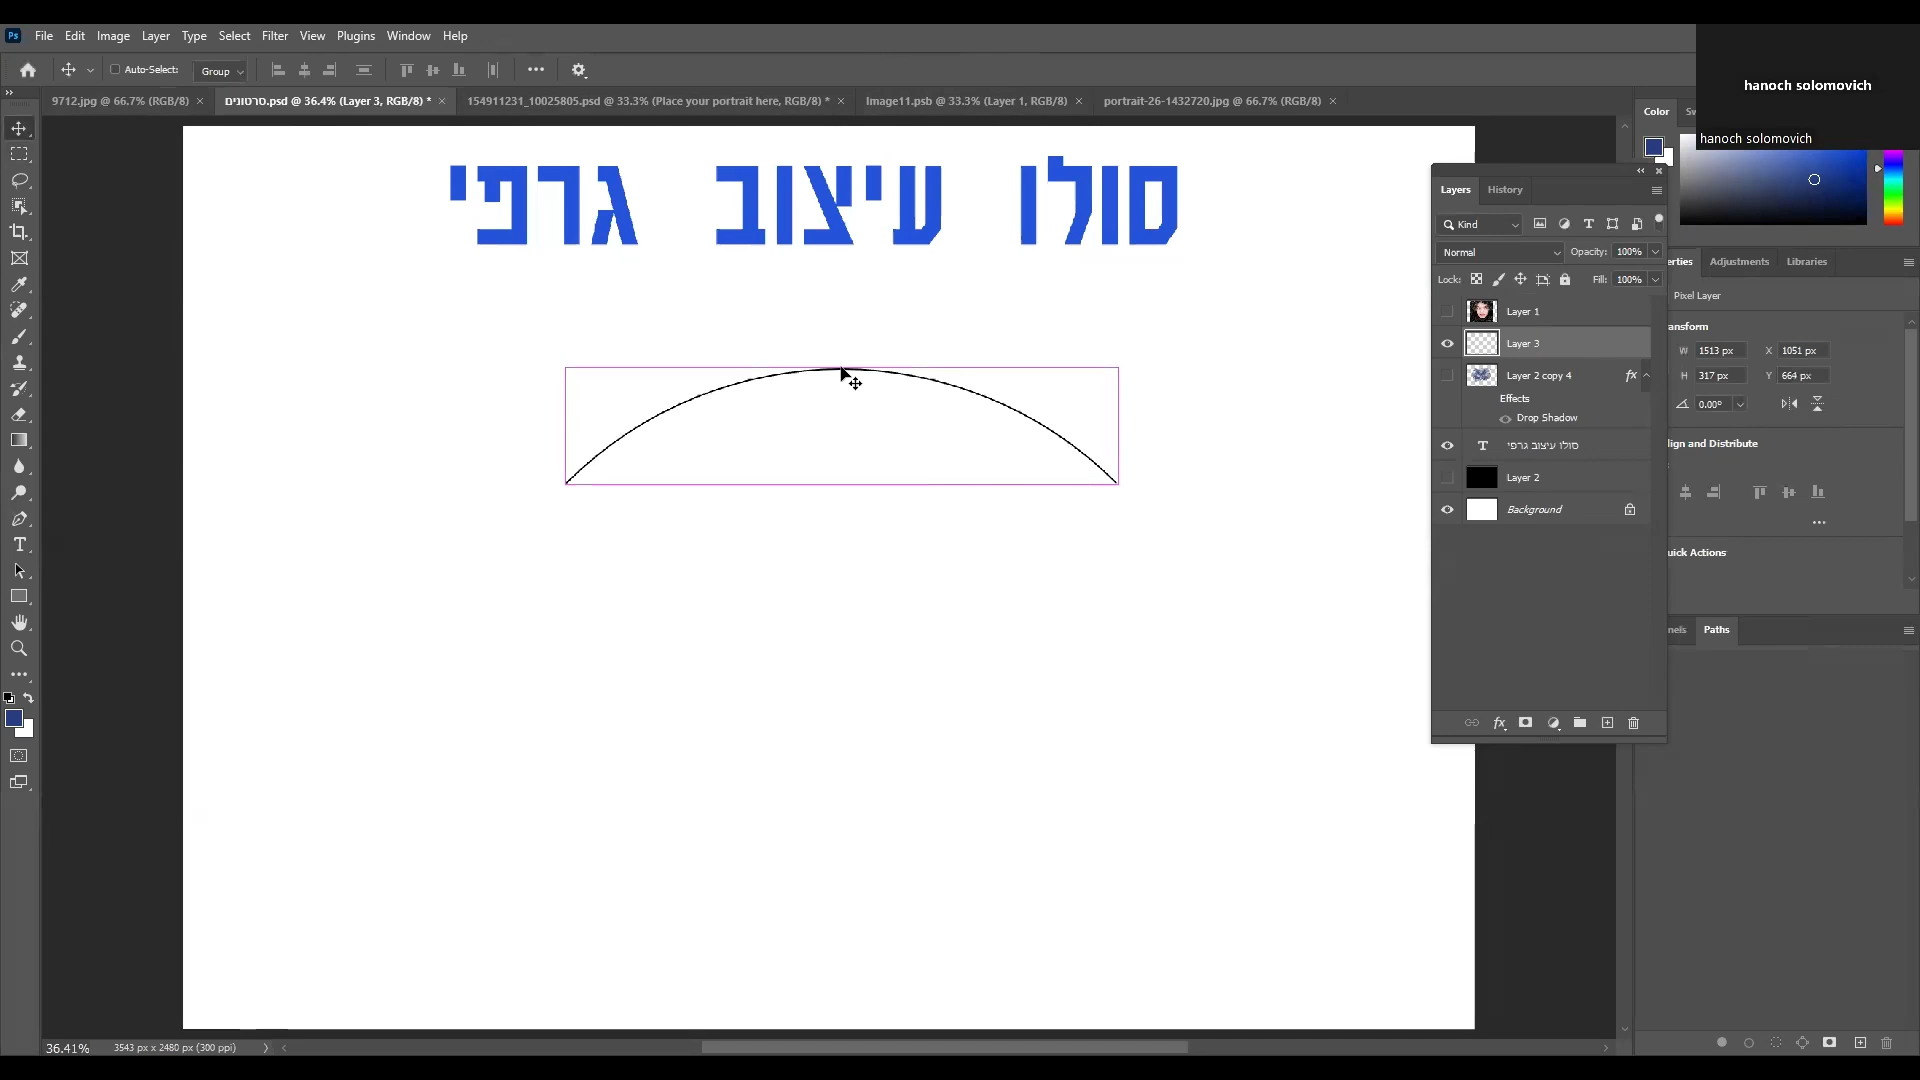 Ps File Edit Image Layer Type Select Filter View Plugins Window Help
Auto-Select: Group
9712.jpg @ 66.7% (RGB/8) סרטונים.psd @ 36.4% (Layer 3, RGB/8) * 154911231_10025805.psd @ 33.3% (Place your portrait here, RGB/8) * Image11.psb @ 33.3% (Layer 1, RGB/8) portrait-26-1432720.jpg @ 66.7% (RGB/8)
hanoch solomovich
hanoch solomovich
Color Sw
סולו עיצוב גרפי
Layers History
Kind
Normal Opacity: 100%
Lock: Fill: 100%
Layer 1
Layer 3
Layer 2 copy 4 fx
Effects
Drop Shadow
סולו עיצוב גרפי
Layer 2
Background
erties Adjustments Libraries
Pixel Layer
ansform
W 1513 px X 1051 px
H 317 px Y 664 px
0.00°
lign and Distribute
uick Actions
nels Paths
36.41% 3543 px x 2480 px (300 ppi)